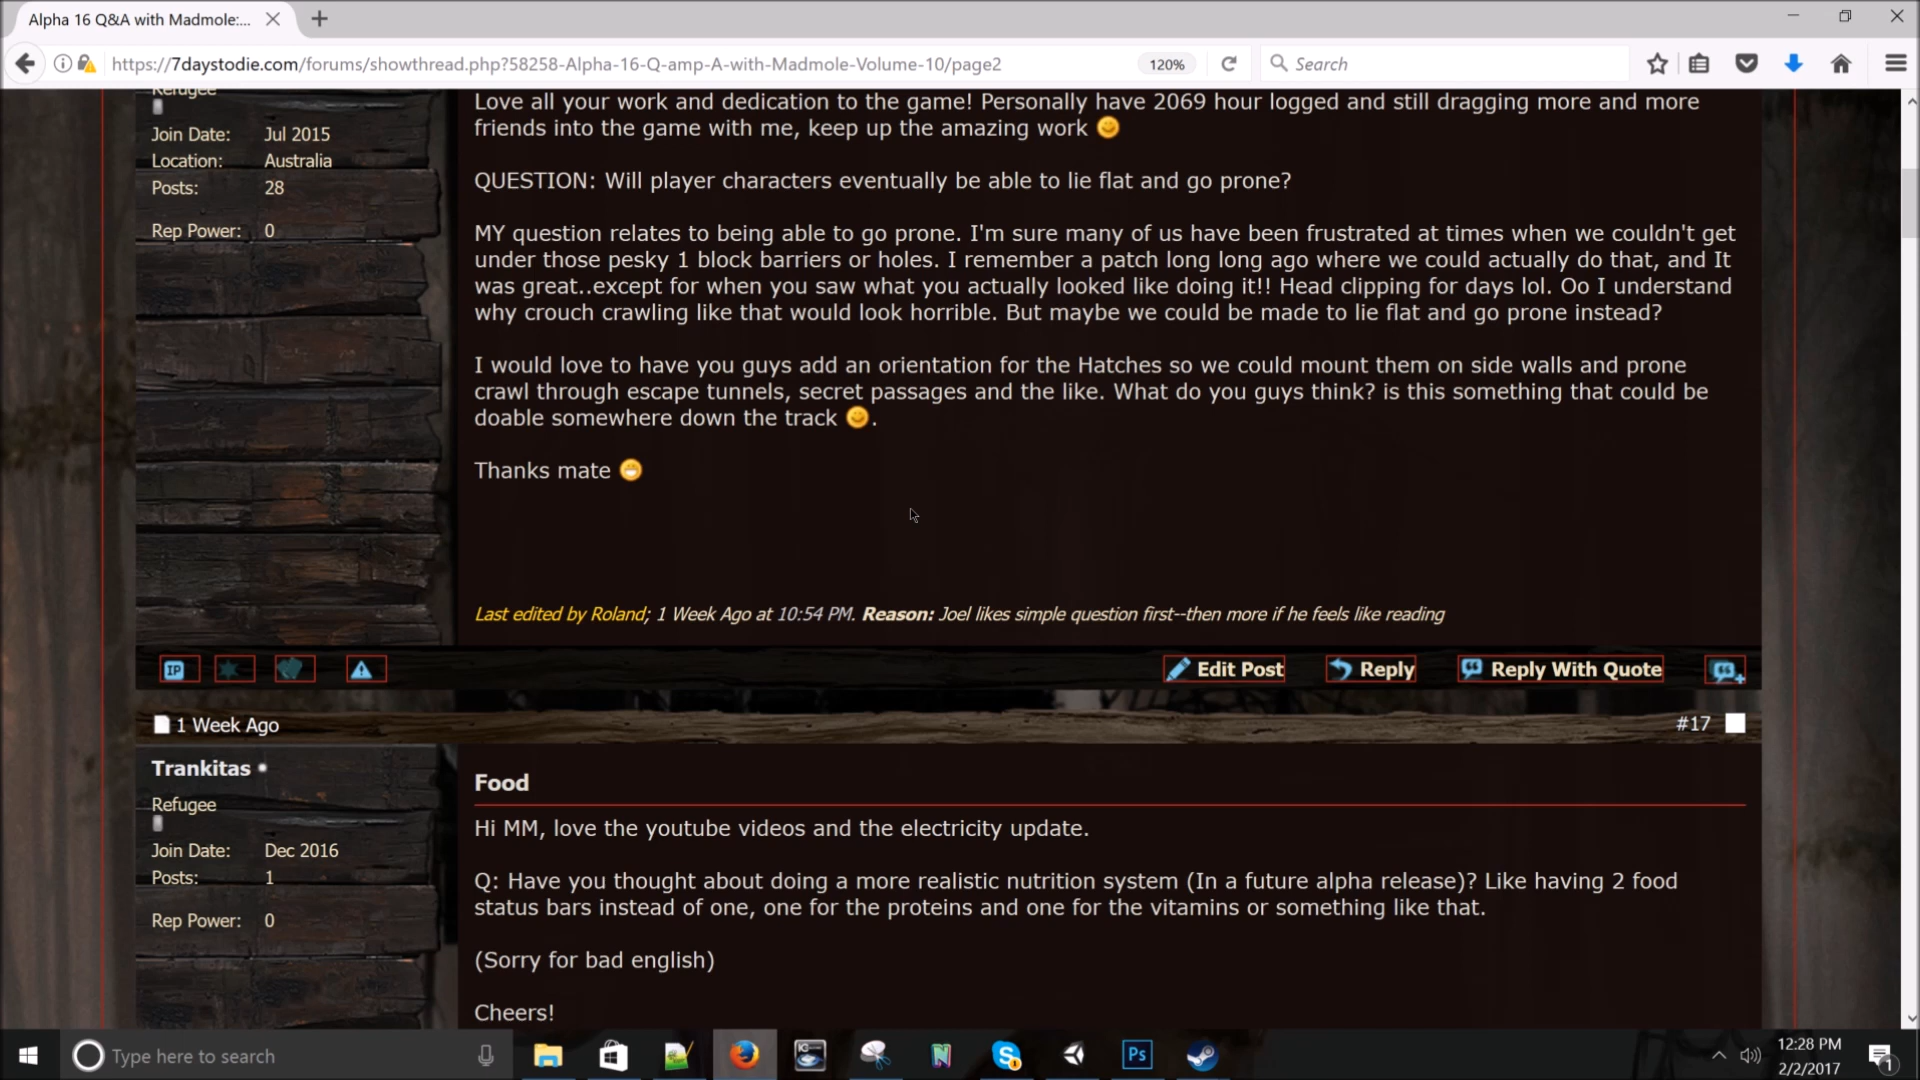 Alpha 16 Q&A with Madmole:...
https://7daystodie.com/forums/showthread.php?58258-Alpha-16-Q-amp-A-with-Madmole-Volume-10/page2
120%
Search
Refugee
Join Date: Jul 2015
Location: Australia
Posts: 28
Rep Power: 0
Love all your work and dedication to the game! Personally have 2069 hour logged and still dragging more and more
friends into the game with me, keep up the amazing work
QUESTION: Will player characters eventually be able to lie flat and go prone?
MY question relates to being able to go prone. I'm sure many of us have been frustrated at times when we couldn't get
under those pesky 1 block barriers or holes. I remember a patch long long ago where we could actually do that, and It
was great..except for when you saw what you actually looked like doing it!! Head clipping for days lol. Oo I understand
why crouch crawling like that would look horrible. But maybe we could be made to lie flat and go prone instead?
I would love to have you guys add an orientation for the Hatches so we could mount them on side walls and prone
crawl through escape tunnels, secret passages and the like. What do you guys think? is this something that could be
doable somewhere down the track .
Thanks mate
Last edited by Roland; 1 Week Ago at 10:54 PM. Reason: Joel likes simple question first--then more if he feels like reading
IP
Edit Post
Reply
Reply With Quote
1 Week Ago
#17
Trankitas
Refugee
Join Date: Dec 2016
Posts: 1
Rep Power: 0
Food
Hi MM, love the youtube videos and the electricity update.
Q: Have you thought about doing a more realistic nutrition system (In a future alpha release)? Like having 2 food
status bars instead of one, one for the proteins and one for the vitamins or something like that.
(Sorry for bad english)
Cheers!
Type here to search
N
S
Ps
12:28 PM
2/2/2017
1